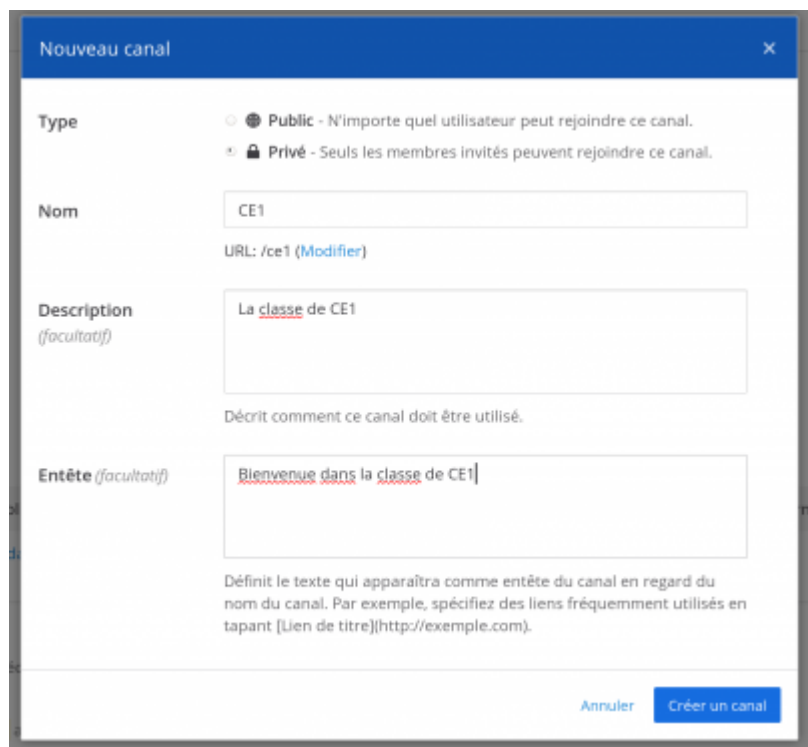 Nouveau canal ×
Type
Public - N'importe quel utilisateur peut rejoindre ce canal.
Privé - Seuls les membres invités peuvent rejoindre ce canal.
Nom
CE1
URL: /ce1 (Modifier)
Description
(facultatif)
La classe de CE1
Décrit comment ce canal doit être utilisé.
Entête (facultatif)
Bienvenue dans la classe de CE1
Définit le texte qui apparaîtra comme entête du canal en regard du
nom du canal. Par exemple, spécifiez des liens fréquemment utilisés en
tapant [Lien de titre](http://exemple.com).
Annuler Créer un canal